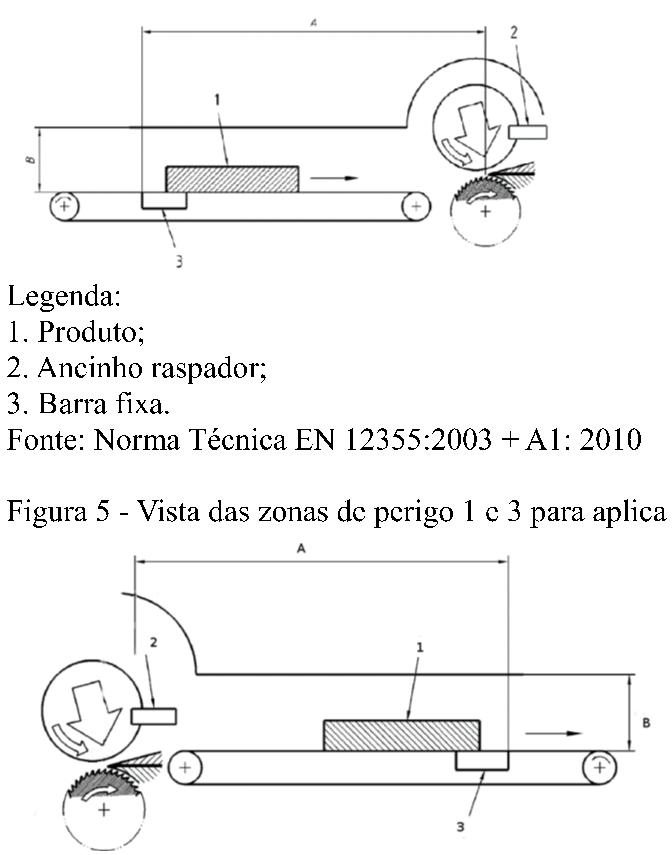 A
2
1
B
3
Legenda:
1. Produto;
2. Ancinho raspador;
3. Barra fixa.
Fonte: Norma Técnica EN 12355:2003 + A1: 2010
Figura 5 - Vista das zonas de perigo 1 e 3 para aplica
A
2
1
B
3